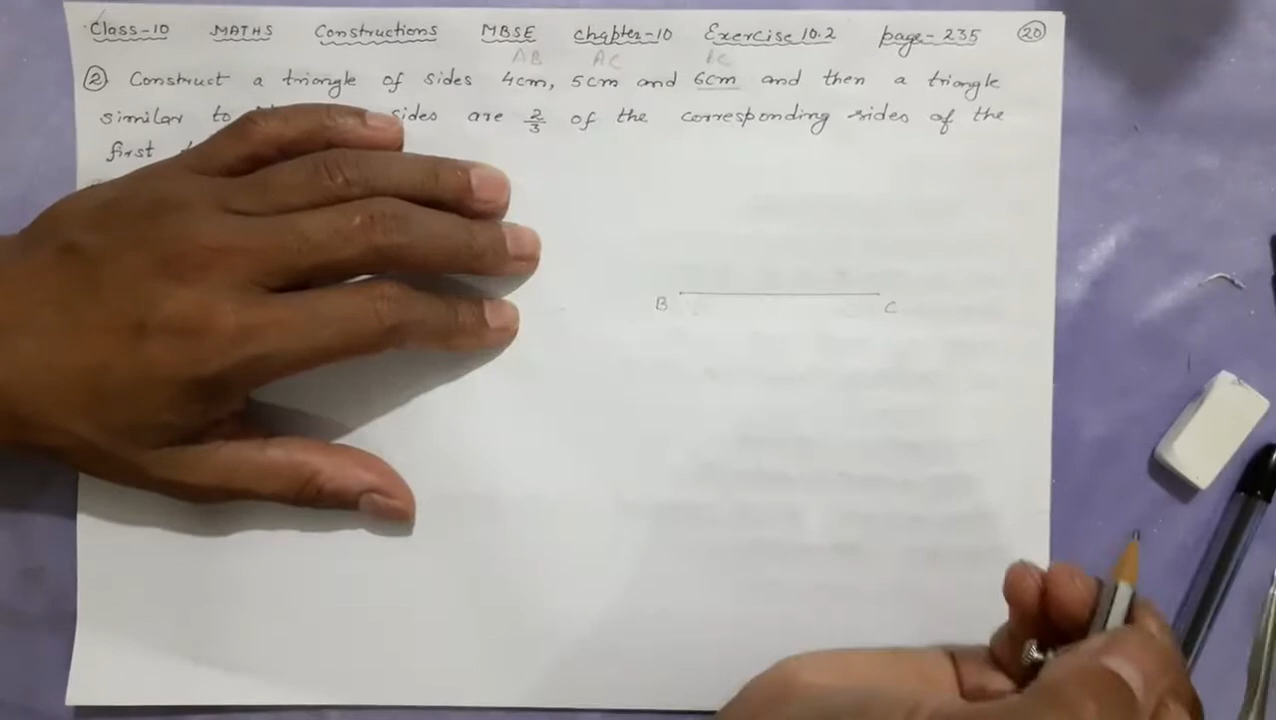 Class-10 MATHS Constructions MBSE chapter-10 Exercise 10.2 page-235 20
AB AC BC
2 Construct a triangle of sides 4cm, 5cm and 6cm and then a triangle
similar to sides are 2/3 of the corresponding sides of the
first
B C